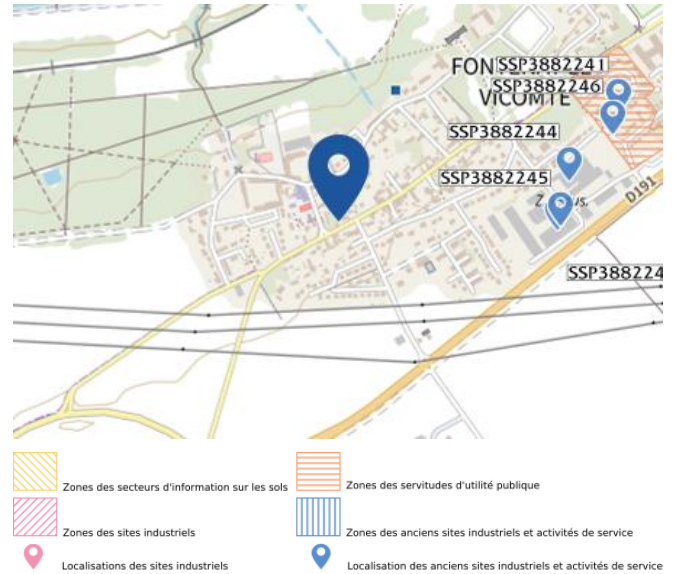 SSP3882241
SSP3882246
VICOMTE
SSP3882244
SSP3882245
D191
SSP388224
Zones des secteurs d'information sur les sols
Zones des servitudes d'utilité publique
Zones des sites industriels
Zones des anciens sites industriels et activités de service
Localisations des sites industriels
Localisation des anciens sites industriels et activités de service